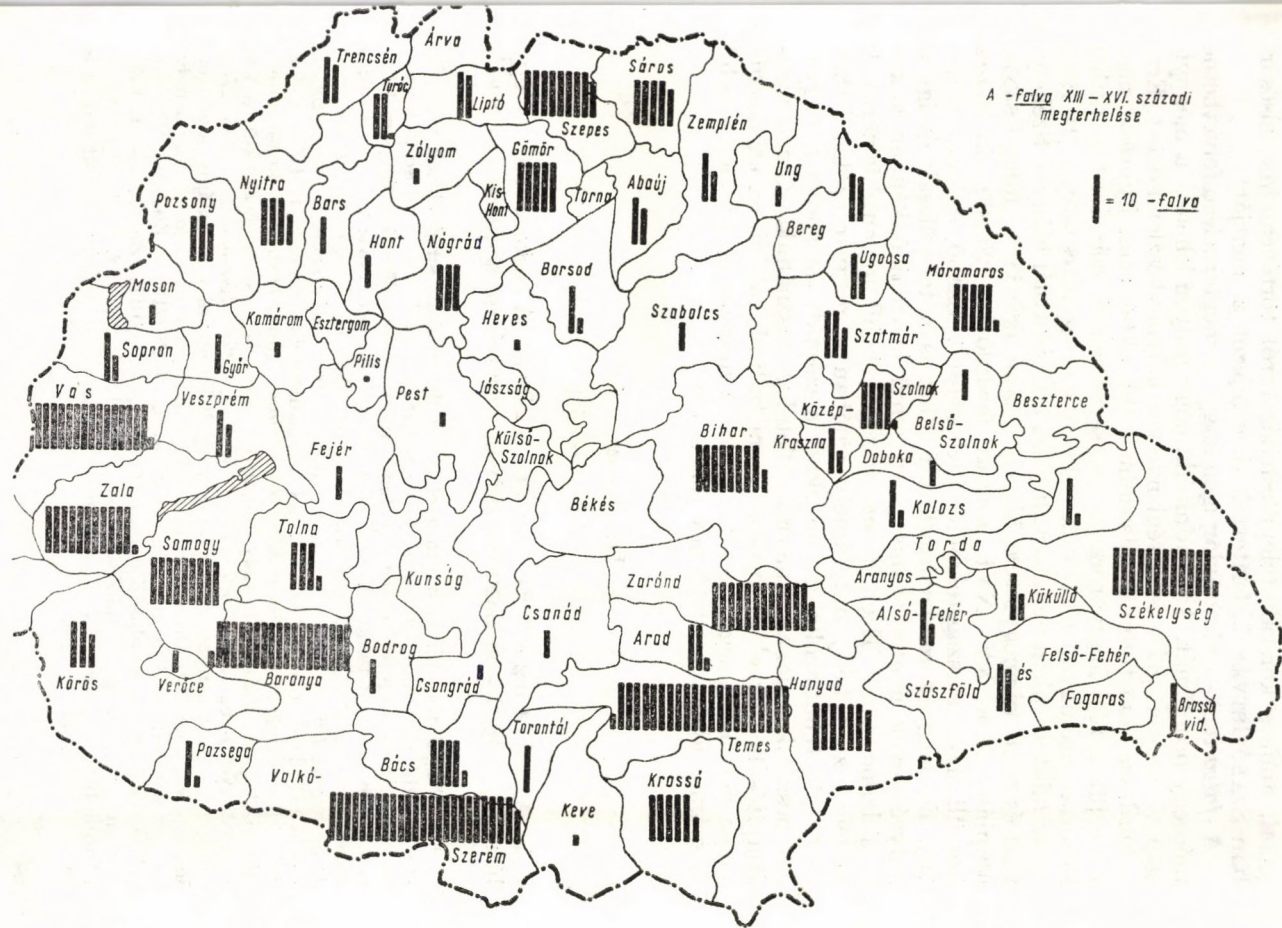 A -falva XIII-XVI. századi
megterhelése
= 10 -falva
Árva
Trencsén
Turóc
Liptó
Szepes
Sáros
Zemplén
Zólyom
Gömör
Kis-
Hont
Torna
Abaúj
Ung
Bereg
Pozsony
Nyitra
Bars
Hont
Nógrád
Borsod
Ugocsa
Máramaros
Moson
Komárom
Esztergom
Heves
Szabolcs
Szatmár
Sopron
Győr
Pilis
Vas
Veszprém
Pest
Jászság
Szolnok
Közép-
Kraszna
Beszterce
Belső-
Szolnok
Doboka
Fejér
Külső-
Szolnok
Bihar
Zala
Békés
Kolozs
Somogy
Tolna
Kunság
Torda
Zaránd
Aranyos
Csanád
Alsó-Fehér
Küküllő
Székelység
Körös
Verőce
Baranya
Bodrog
Csongrád
Arad
Hunyad
Szászföld
és
Felső-Fehér
Fogaras
Brassó
vid.
Temes
Pozsega
Valkó-
Bács
Torontál
Krassó
Keve
Szerém